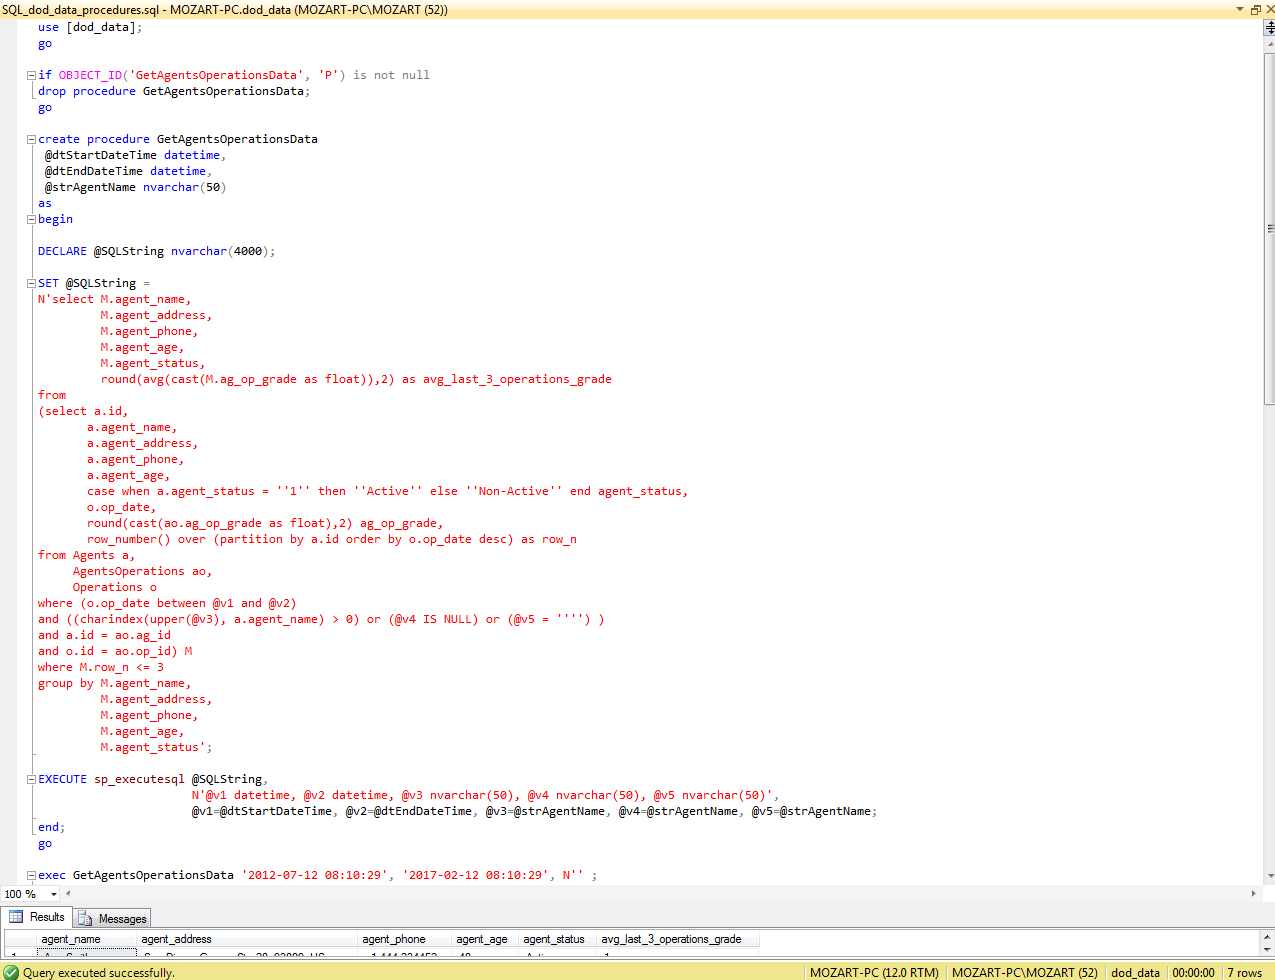 SQL_dod_data_procedures.sql - MOZART-PC.dod_data (MOZART-PC\MOZART (52))
use [dod_data];
go
if OBJECT_ID('GetAgentsOperationsData', 'P') is not null
drop procedure GetAgentsOperationsData;
go
create procedure GetAgentsOperationsData
@dtStartDateTime datetime,
@dtEndDateTime datetime,
@strAgentName nvarchar(50)
as
begin
DECLARE @SQLString nvarchar(4000);
SET @SQLString =
N'select M.agent_name,
M.agent_address,
M.agent_phone,
M.agent_age,
M.agent_status,
round(avg(cast(M.ag_op_grade as float)),2) as avg_last_3_operations_grade
from
(select a.id,
a.agent_name,
a.agent_address,
a.agent_phone,
a.agent_age,
case when a.agent_status = ''1'' then ''Active'' else ''Non-Active'' end agent_status,
o.op_date,
round(cast(ao.ag_op_grade as float),2) ag_op_grade,
row_number() over (partition by a.id order by o.op_date desc) as row_n
from Agents a,
AgentsOperations ao,
Operations o
where (o.op_date between @v1 and @v2)
and ((charindex(upper(@v3), a.agent_name) > 0) or (@v4 IS NULL) or (@v5 = '''') )
and a.id = ao.ag_id
and o.id = ao.op_id) M
where M.row_n <= 3
group by M.agent_name,
M.agent_address,
M.agent_phone,
M.agent_age,
M.agent_status';
EXECUTE sp_executesql @SQLString,
N'@v1 datetime, @v2 datetime, @v3 nvarchar(50), @v4 nvarchar(50), @v5 nvarchar(50)',
@v1=@dtStartDateTime, @v2=@dtEndDateTime, @v3=@strAgentName, @v4=@strAgentName, @v5=@strAgentName;
end;
go
exec GetAgentsOperationsData '2012-07-12 08:10:29', '2017-02-12 08:10:29', N'' ;
100 %
Results Messages
agent_name agent_address agent_phone agent_age agent_status avg_last_3_operations_grade
Query executed successfully. MOZART-PC (12.0 RTM) MOZART-PC\MOZART (52) dod_data 00:00:00 7 rows